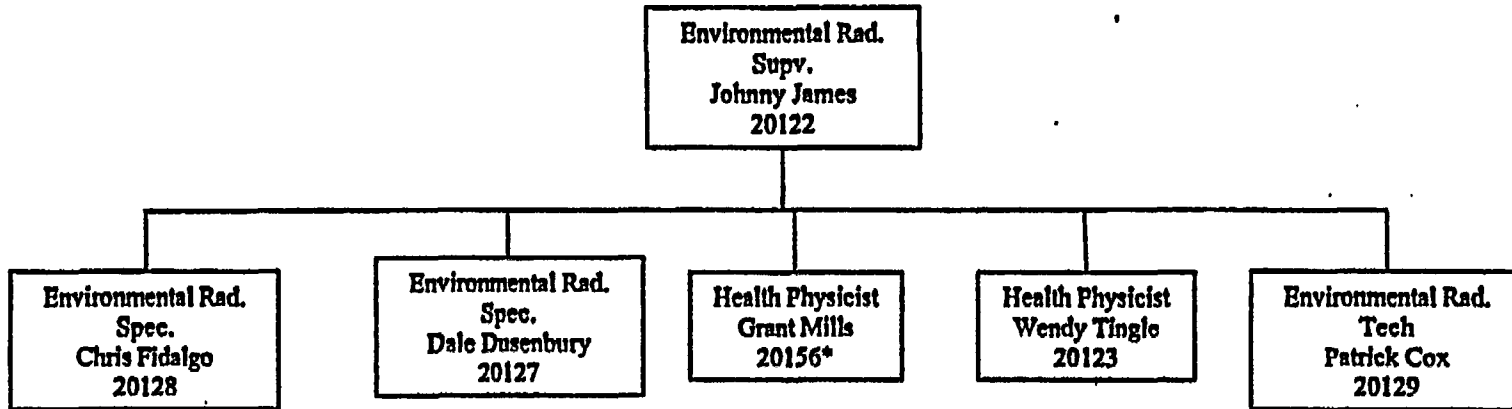 Environmental Rad.
Supv.
Johnny James
20122
Environmental Rad.
Spec.
Chris Fidalgo
20128
Environmental Rad.
Spec.
Dale Dusenbury
20127
Health Physicist
Grant Mills
20156*
Health Physicist
Wendy Tingle
20123
Environmental Rad.
Tech
Patrick Cox
20129